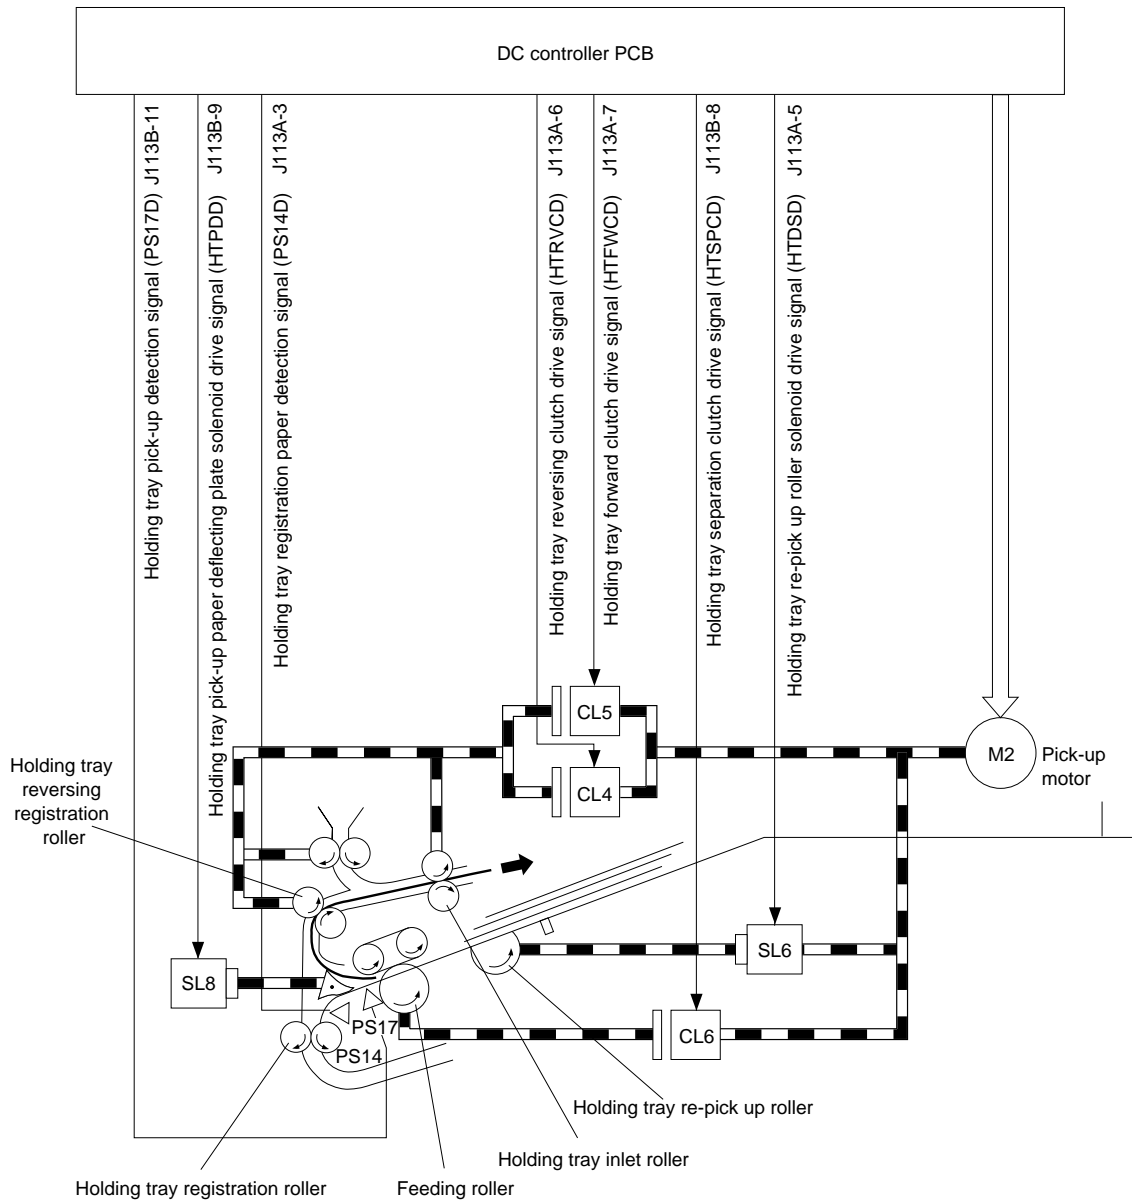 DC controller PCB
Holding tray pick-up detection signal (PS17D) J113B-11
Holding tray pick-up paper deflecting plate solenoid drive signal (HTPDD) J113B-9
Holding tray registration paper detection signal (PS14D) J113A-3
Holding tray reversing clutch drive signal (HTRVCD) J113A-6
Holding tray forward clutch drive signal (HTFWCD) J113A-7
Holding tray separation clutch drive signal (HTSPCD) J113B-8
Holding tray re-pick up roller solenoid drive signal (HTDSD) J113A-5
CL5
CL4
M2
Pick-up
motor
Holding tray
reversing
registration
roller
SL6
SL8
PS17
CL6
PS14
Holding tray re-pick up roller
Holding tray inlet roller
Holding tray registration roller
Feeding roller